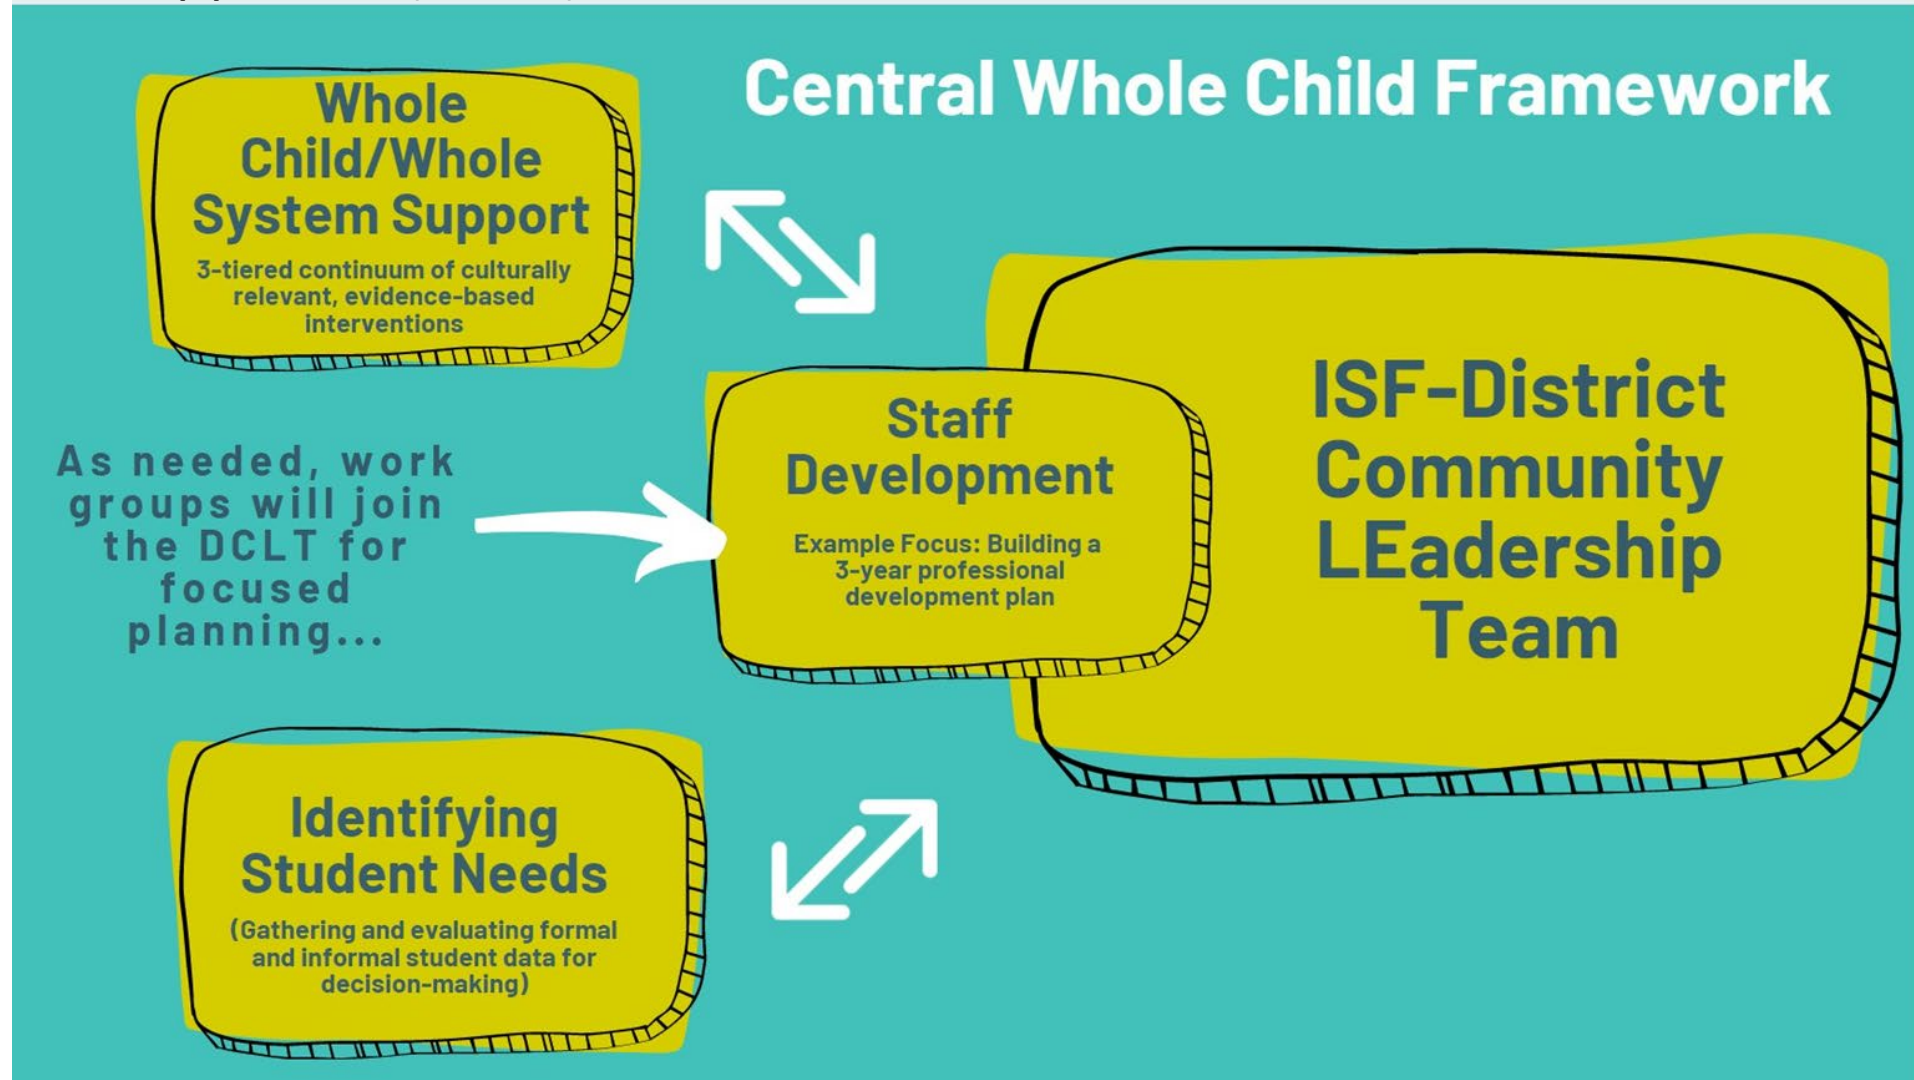 Central Whole Child Framework
Whole
Child/Whole
System Support
3-tiered continuum of culturally
relevant, evidence-based
interventions
As needed, work
groups will join
the DCLT for
focused
planning...
Staff
Development
Example Focus: Building a
3-year professional
development plan
ISF-District
Community
LEadership
Team
Identifying
Student Needs
(Gathering and evaluating formal
and informal student data for
decision-making)